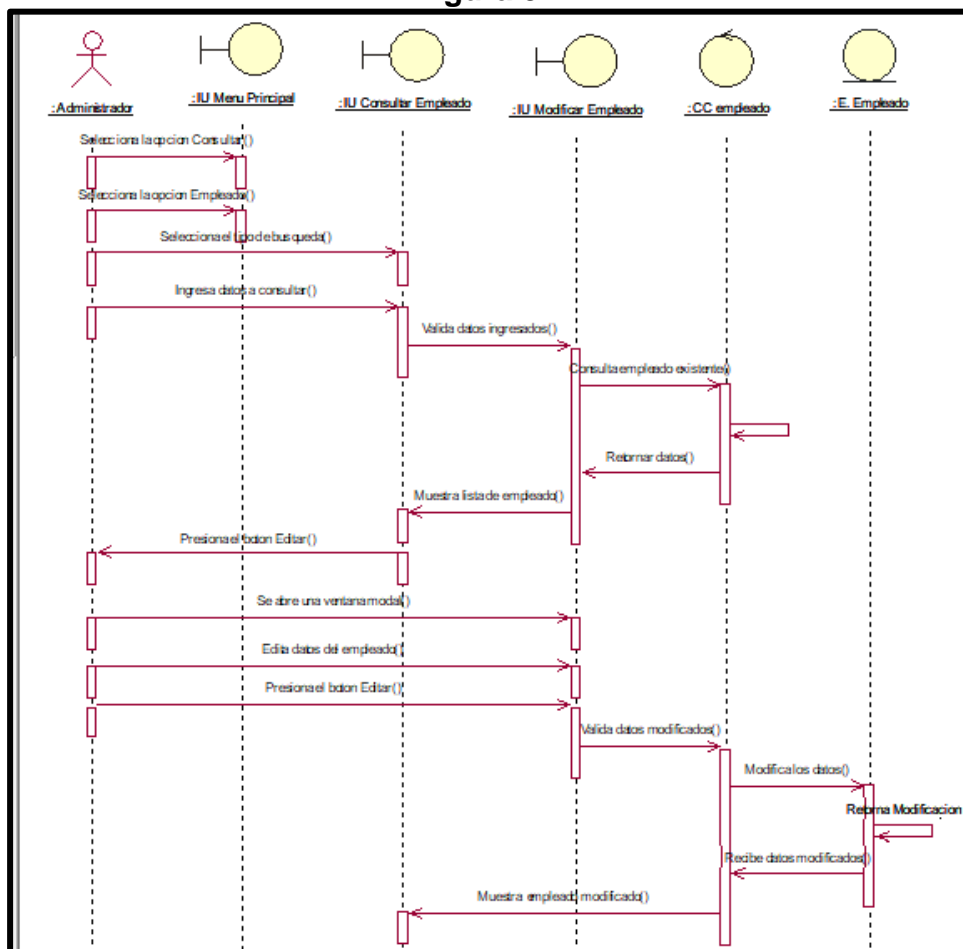 :Administrador
:IU Menu Principal
:IU Consultar Empleado
:IU Modificar Empleado
:CC empleado
:E. Empleado
Selecciona la opcion Consultar()
Selecciona la opcion Empleado()
Selecciona el tipo de busqueda()
Ingresa datos a consultar()
Valida datos ingresados()
Consulta empleado existente()
Retornar datos()
Muestra lista de empleado()
Presiona el boton Editar()
Se abre una ventana modal()
Edita datos del empleado()
Presiona el boton Editar()
Valida datos modificados()
Modifica los datos()
Retorna Modificacion
Recibe datos modificados()
Muestra empleado modificado()